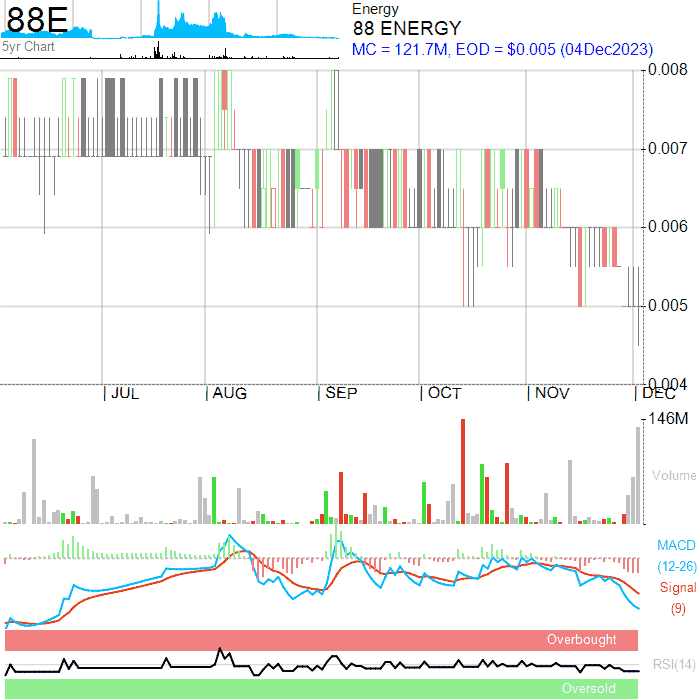 88E
5yr Chart
Energy
88 ENERGY
MC = 121.7M, EOD = $0.005 (04Dec2023)
0.008
0.007
0.006
0.005
0.004
JUL
AUG
SEP
OCT
NOV
DEC
146M
Volume
MACD
(12-26)
Signal
(9)
Overbought
RSI(14)
Oversold